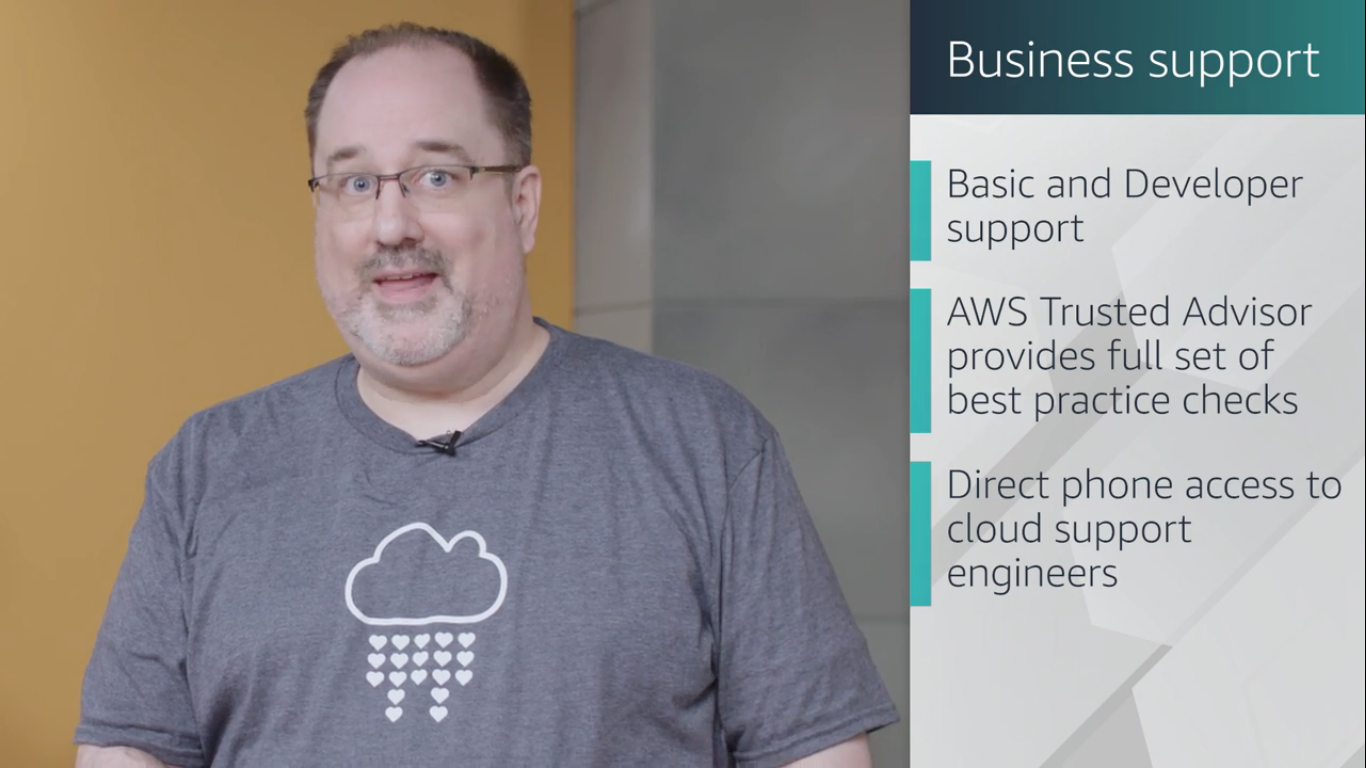 Business support
Basic and Developer
support
AWS Trusted Advisor
provides full set of
best practice checks
Direct phone access to
cloud support
engineers